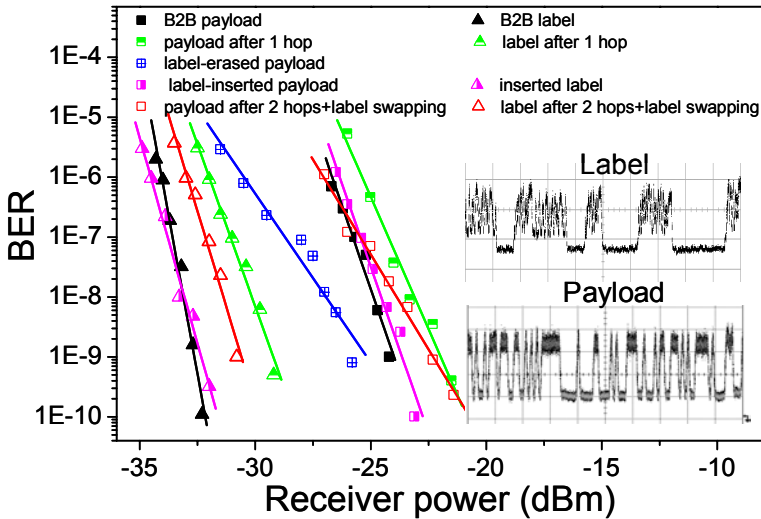 B2B payload
B2B label
payload after 1 hop
label after 1 hop
label-erased payload
label-inserted payload
inserted label
payload after 2 hops+label swapping
label after 2 hops+label swapping
1E-4
1E-5
1E-6
1E-7
1E-8
1E-9
1E-10
BER
Label
Payload
-35
-30
-25
-20
-15
-10
Receiver power (dBm)